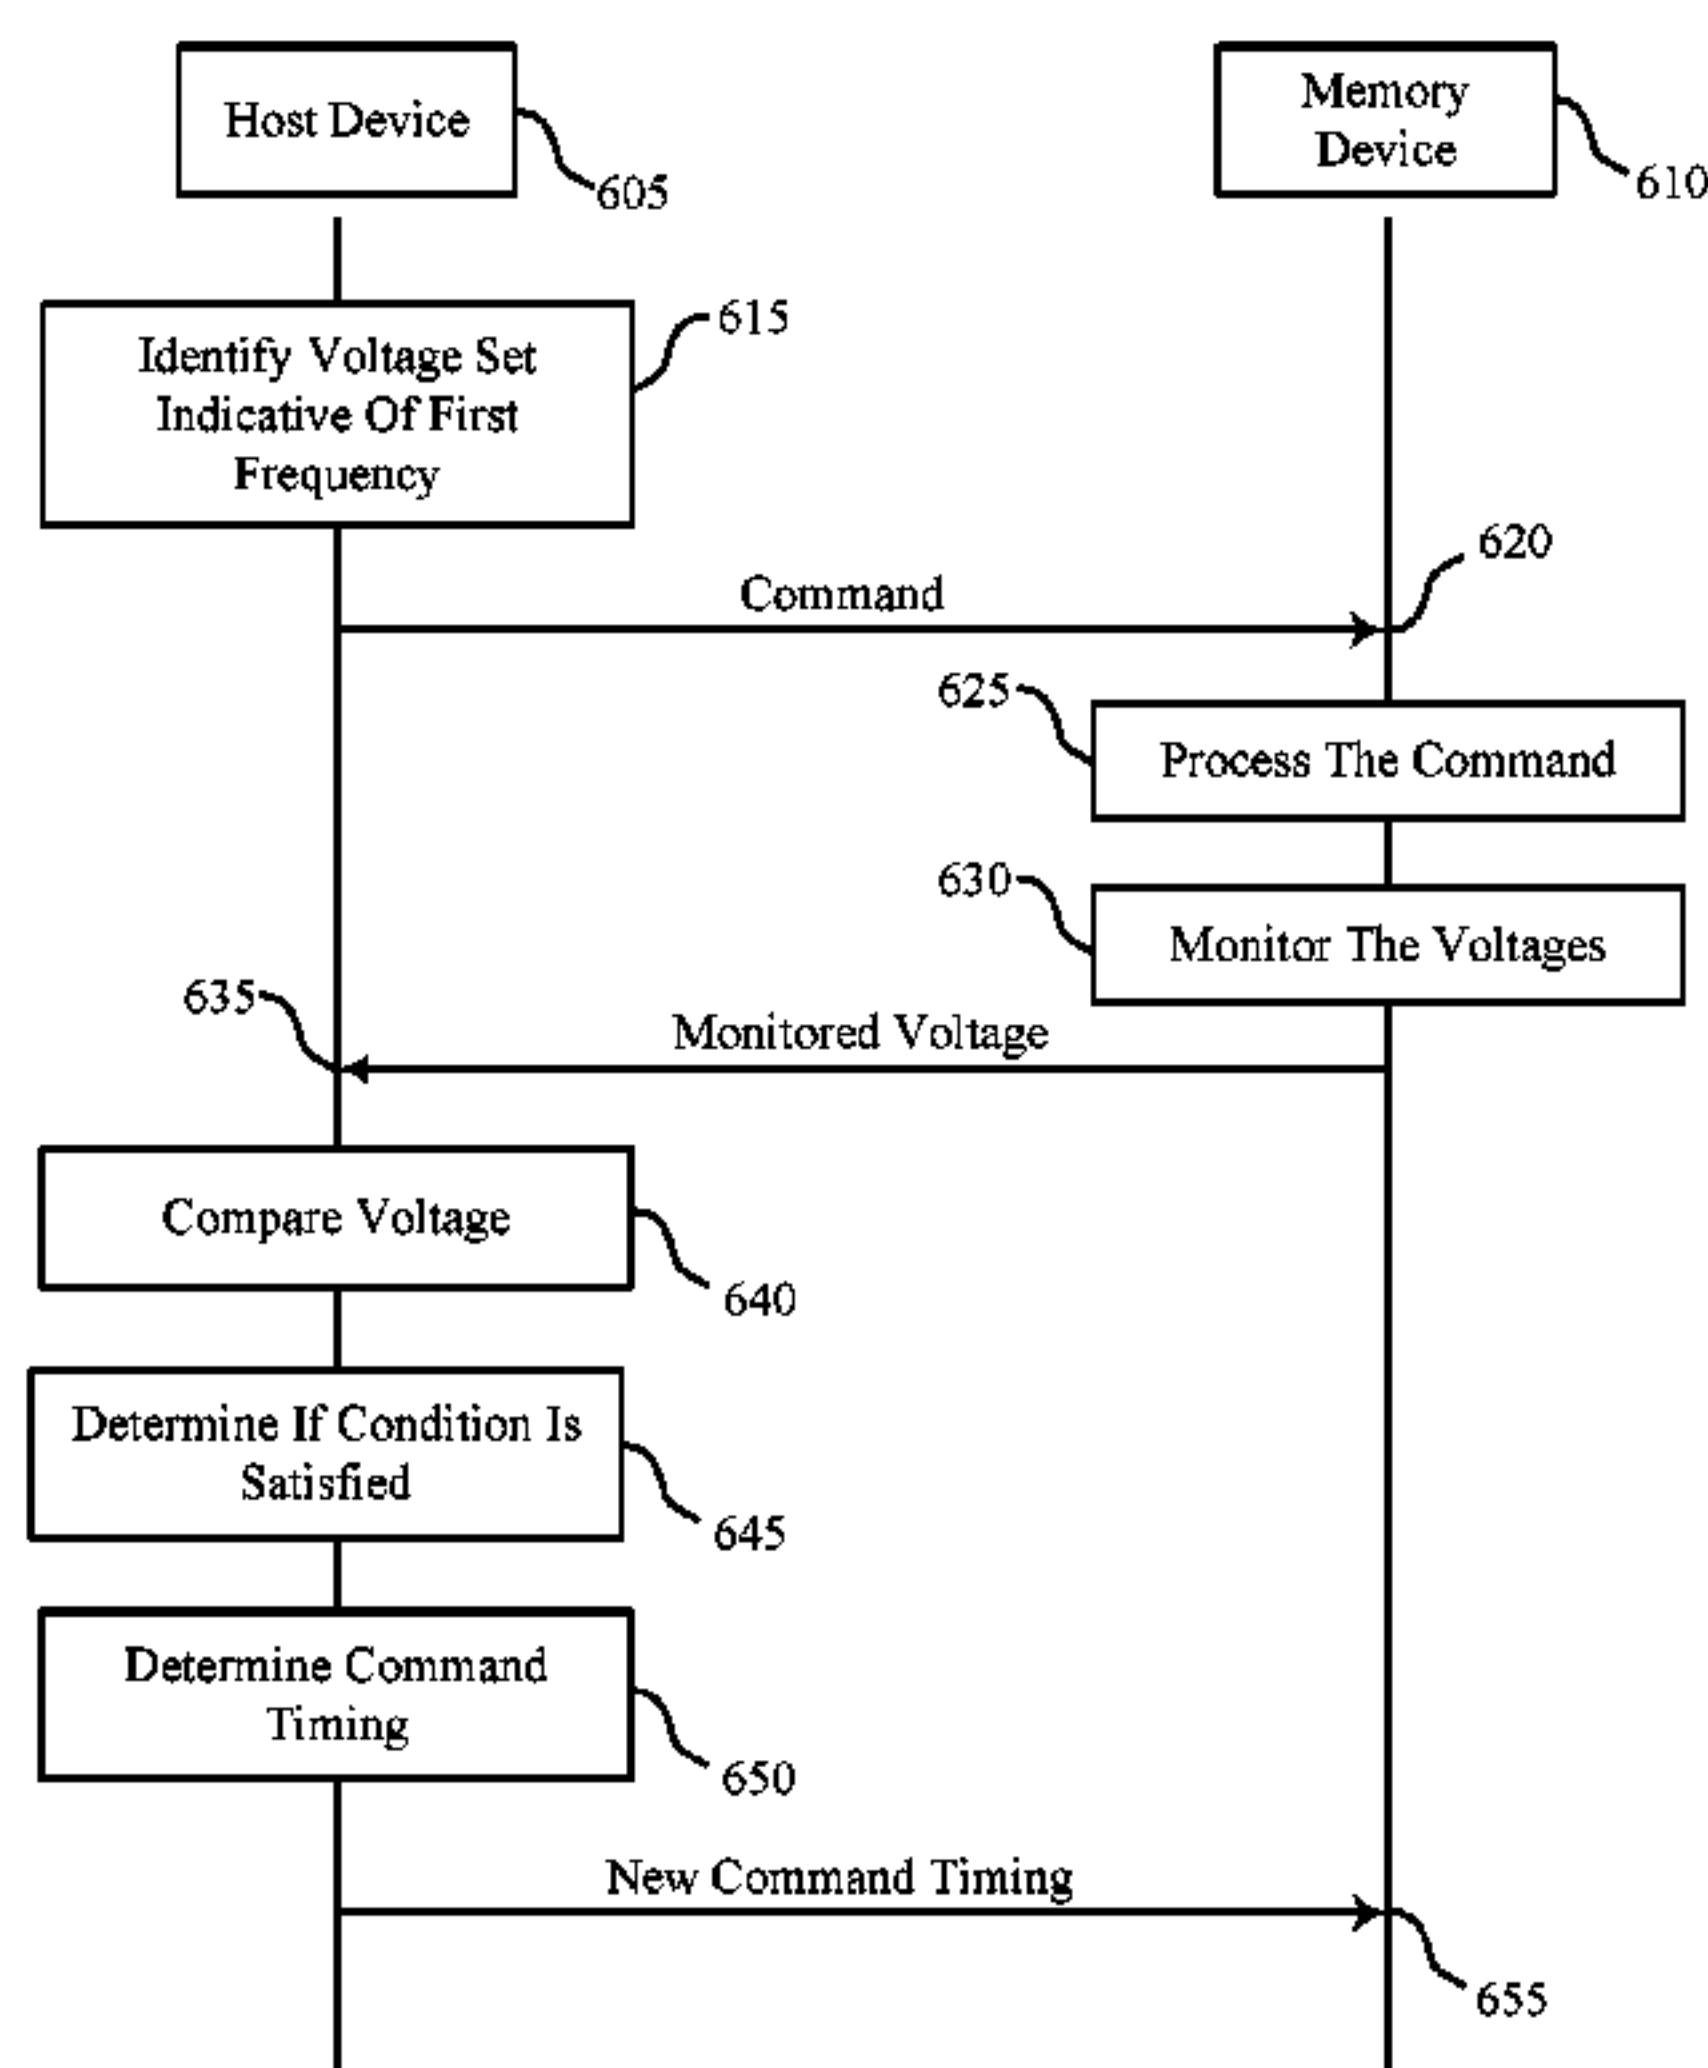 Host Device
605
Memory
Device
610
615
Identify Voltage Set
Indicative Of First
Frequency
620
Command
625
Process The Command
630
Monitor The Voltages
635
Monitored Voltage
Compare Voltage
640
Determine If Condition Is
Satisfied
645
Determine Command
Timing
650
New Command Timing
655